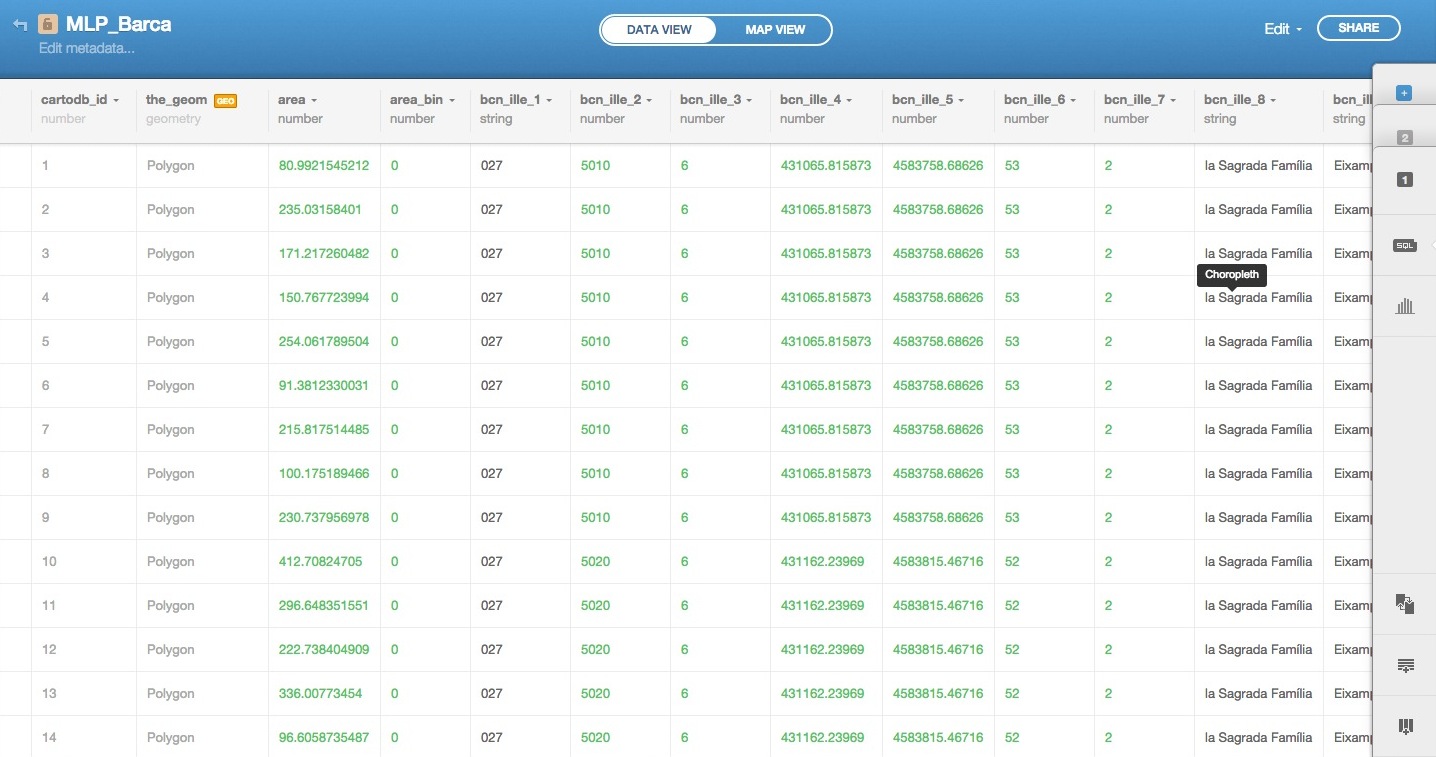 MLP_Barca
Edit metadata...
DATA VIEW MAP VIEW
Edit SHARE
cartodb_id the_geom GEO area area_bin bcn_ille_1 bcn_ille_2 bcn_ille_3 bcn_ille_4 bcn_ille_5 bcn_ille_6 bcn_ille_7 bcn_ille_8 bcn_ill
number geometry number number string number number number number number number string string
1 Polygon 80.9921545212 0 027 5010 6 431065.815873 4583758.68626 53 2 la Sagrada Família Eixamp
2 Polygon 235.03158401 0 027 5010 6 431065.815873 4583758.68626 53 2 la Sagrada Família Eixamp
3 Polygon 171.217260482 0 027 5010 6 431065.815873 4583758.68626 53 2 la Sagrada Família Eixamp
Choropleth
4 Polygon 150.767723994 0 027 5010 6 431065.815873 4583758.68626 53 2 la Sagrada Família Eixamp
5 Polygon 254.061789504 0 027 5010 6 431065.815873 4583758.68626 53 2 la Sagrada Família Eixamp
6 Polygon 91.3812330031 0 027 5010 6 431065.815873 4583758.68626 53 2 la Sagrada Família Eixamp
7 Polygon 215.817514485 0 027 5010 6 431065.815873 4583758.68626 53 2 la Sagrada Família Eixamp
8 Polygon 100.175189466 0 027 5010 6 431065.815873 4583758.68626 53 2 la Sagrada Família Eixamp
9 Polygon 230.737956978 0 027 5010 6 431065.815873 4583758.68626 53 2 la Sagrada Família Eixamp
10 Polygon 412.70824705 0 027 5020 6 431162.23969 4583815.46716 52 2 la Sagrada Família Eixamp
11 Polygon 296.648351551 0 027 5020 6 431162.23969 4583815.46716 52 2 la Sagrada Família Eixamp
12 Polygon 222.738404909 0 027 5020 6 431162.23969 4583815.46716 52 2 la Sagrada Família Eixamp
13 Polygon 336.00773454 0 027 5020 6 431162.23969 4583815.46716 52 2 la Sagrada Família Eixamp
14 Polygon 96.6058735487 0 027 5020 6 431162.23969 4583815.46716 52 2 la Sagrada Família Eixamp
+
2
1
SQL